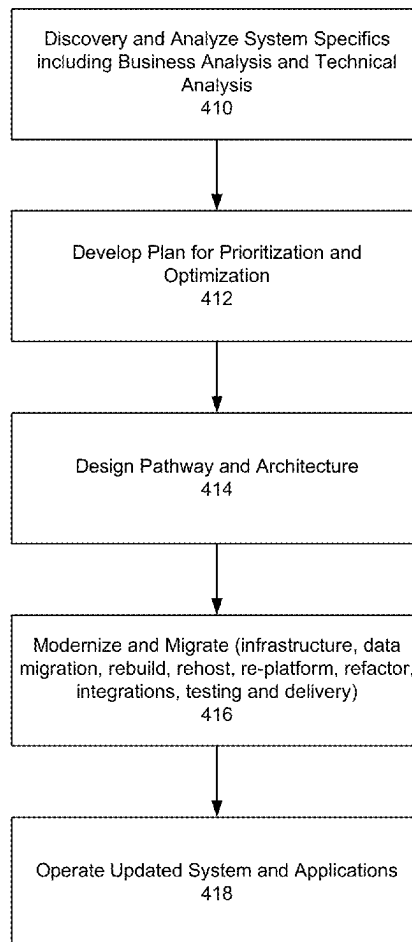 Discovery and Analyze System Specifics
including Business Analysis and Technical
Analysis
410
Develop Plan for Prioritization and
Optimization
412
Design Pathway and Architecture
414
Modernize and Migrate (infrastructure, data
migration, rebuild, rehost, re-platform, refactor,
integrations, testing and delivery)
416
Operate Updated System and Applications
418